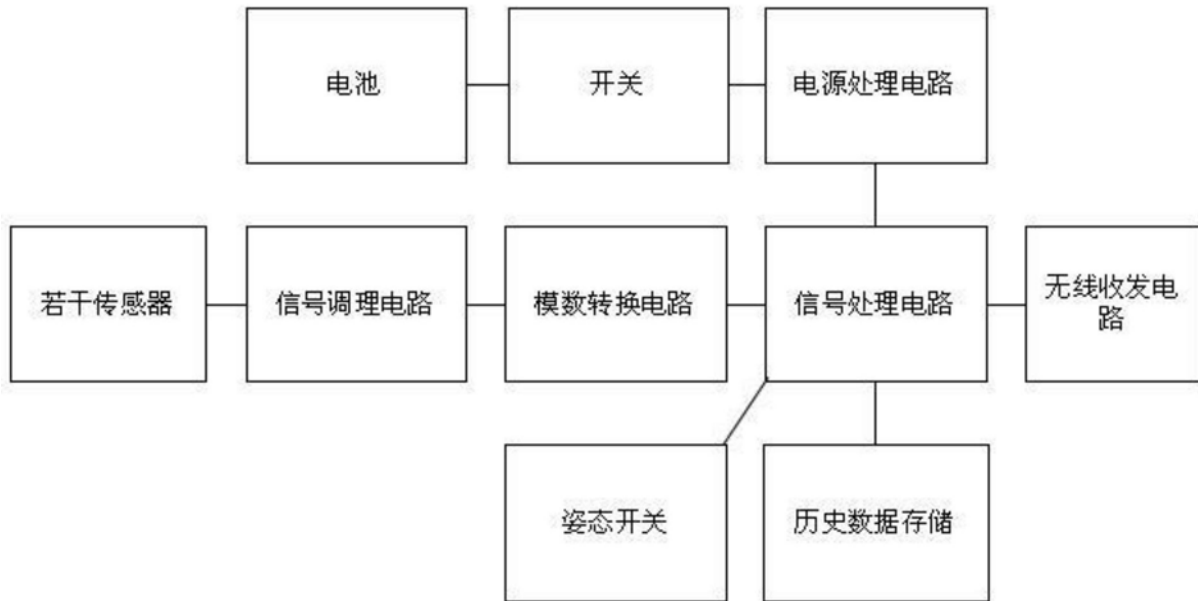 电池
开关
电源处理电路
若干传感器
信号调理电路
模数转换电路
信号处理电路
无线收发电
路
姿态开关
历史数据存储